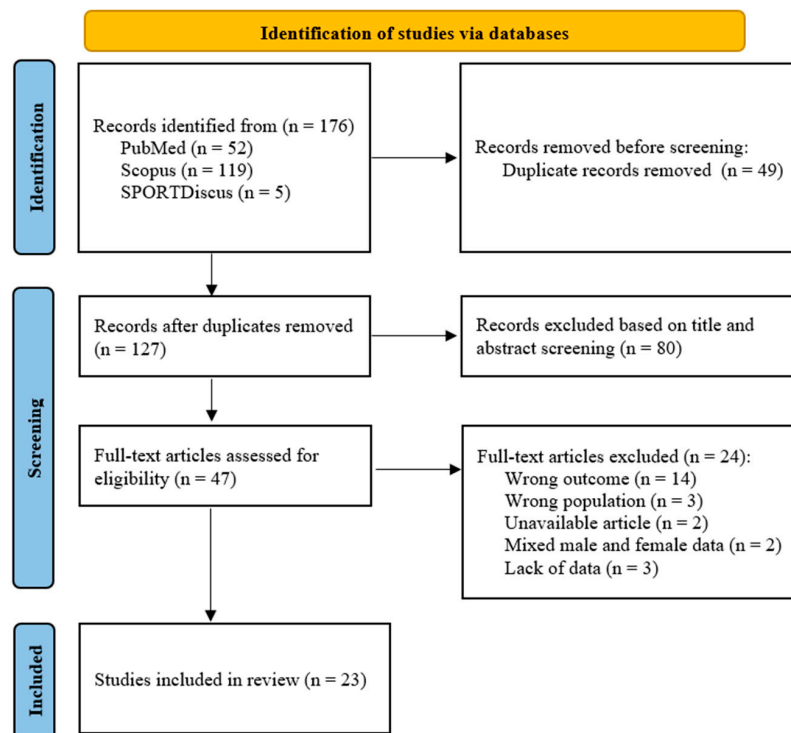 Identification of studies via databases
Identification
Records identified from (n = 176)
PubMed (n = 52)
Scopus (n = 119)
SPORTDiscus (n = 5)
Records removed before screening:
Duplicate records removed (n = 49)
Screening
Records after duplicates removed
(n = 127)
Records excluded based on title and
abstract screening (n = 80)
Full-text articles assessed for
eligibility (n = 47)
Full-text articles excluded (n = 24):
Wrong outcome (n = 14)
Wrong population (n = 3)
Unavailable article (n = 2)
Mixed male and female data (n = 2)
Lack of data (n = 3)
Included
Studies included in review (n = 23)